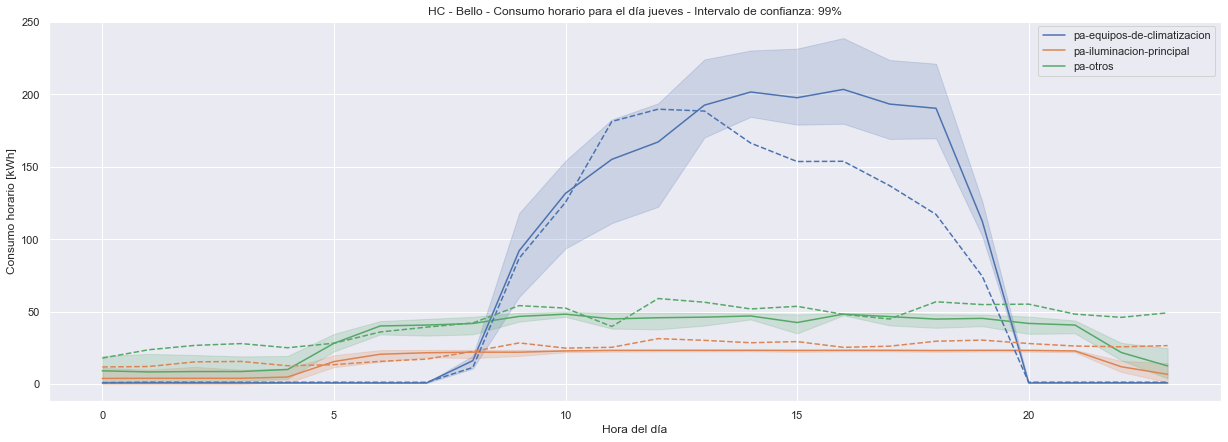 HC - Bello - Consumo horario para el día jueves - Intervalo de confianza: 99%
pa-equipos-de-climatizacion
pa-iluminacion-principal
pa-otros
Consumo horario [kWh]
250
200
150
100
50
0
0 5 10 15 20
Hora del día